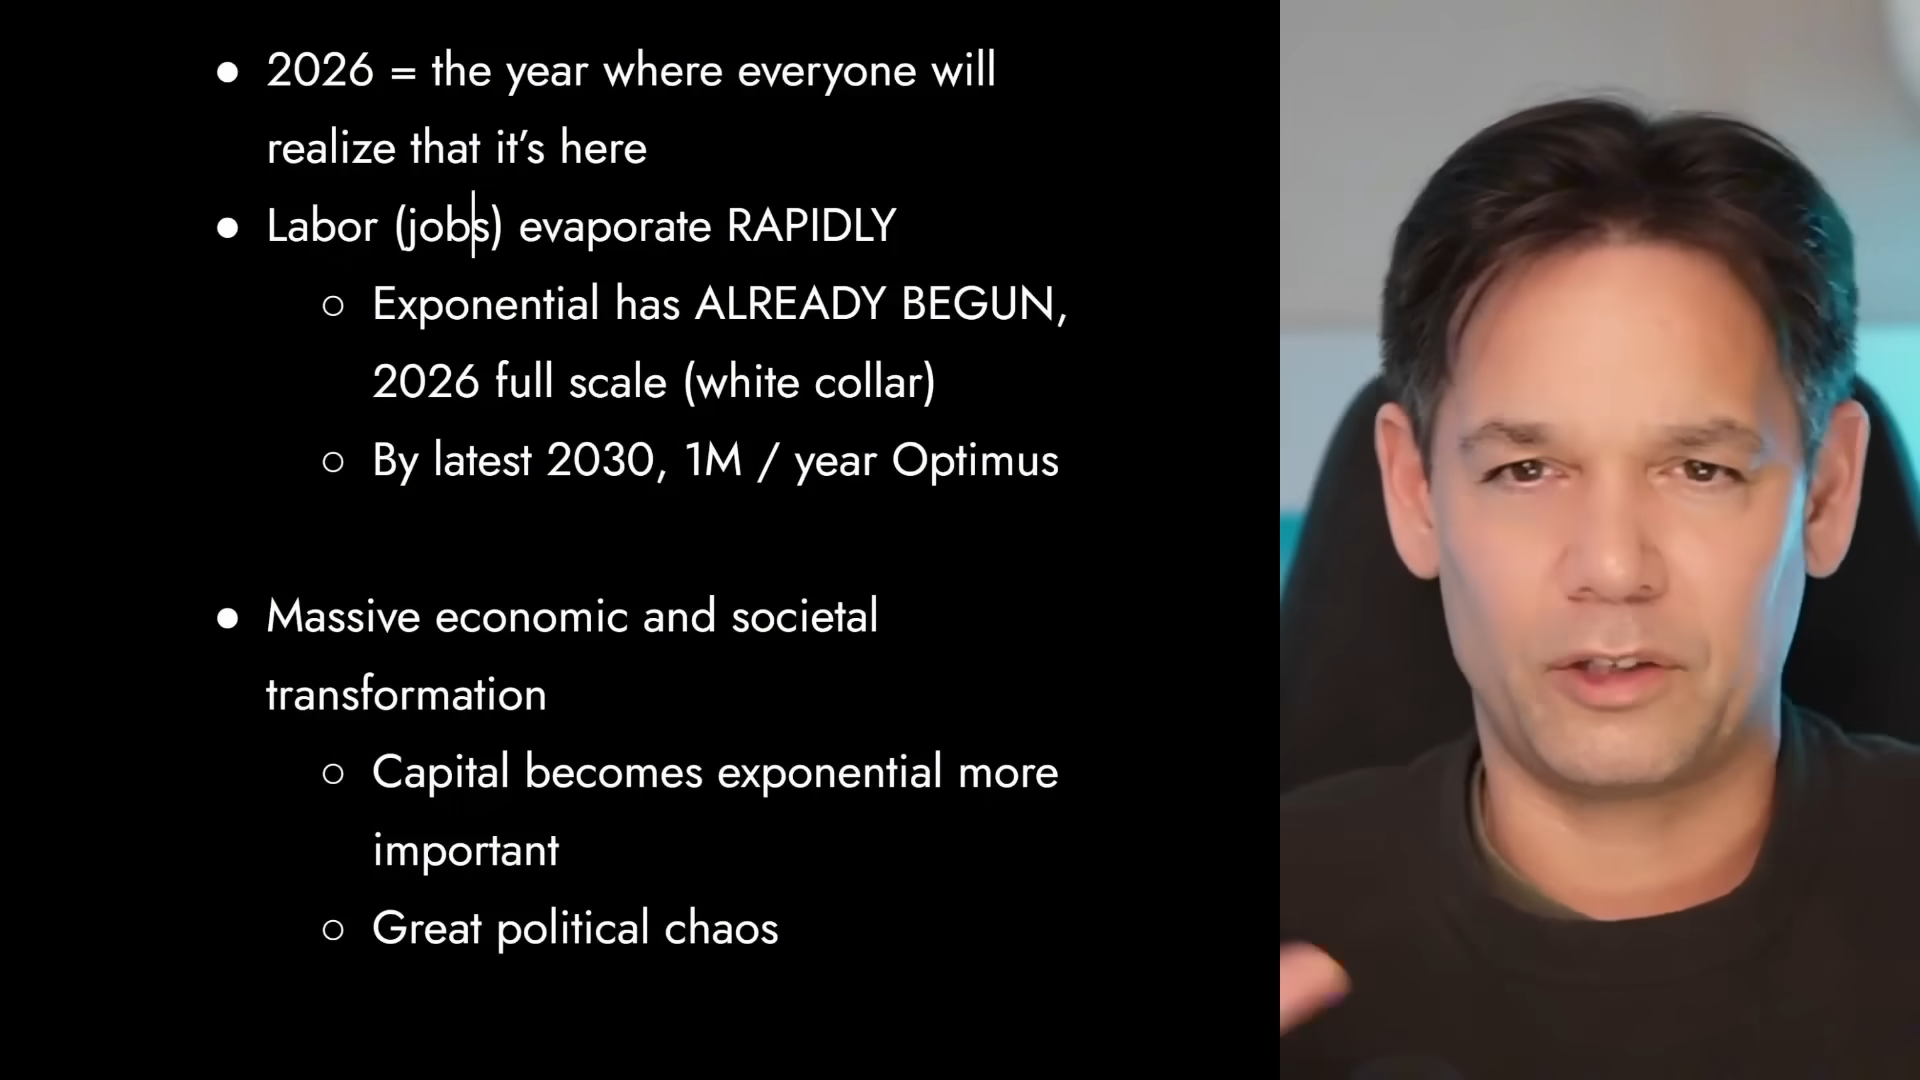 ● 2026 = the year where everyone will
realize that it’s here
● Labor (jobs) evaporate RAPIDLY
○ Exponential has ALREADY BEGUN,
2026 full scale (white collar)
○ By latest 2030, 1M / year Optimus
● Massive economic and societal
transformation
○ Capital becomes exponential more
important
○ Great political chaos